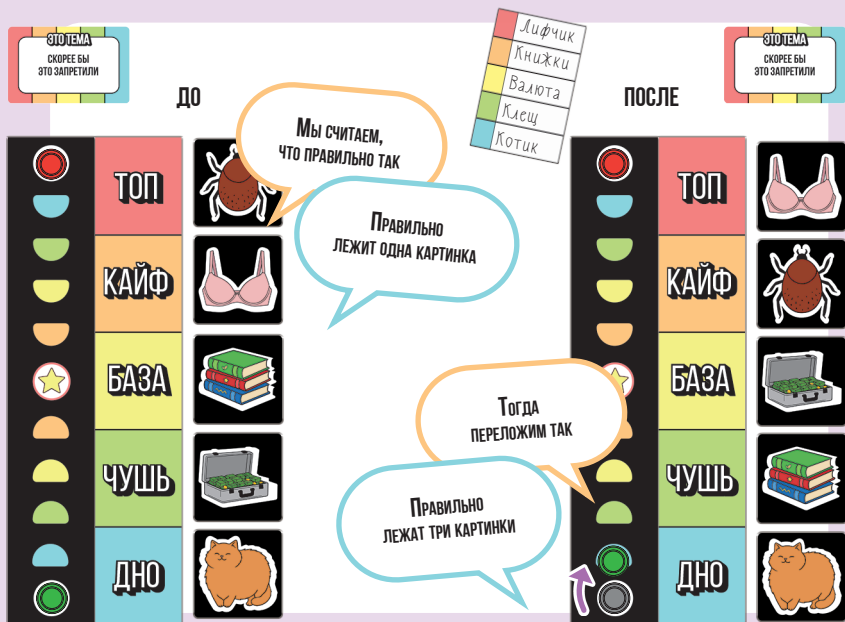 ЭТО ТЕМА
СКОРЕЕ БЫ
ЭТО ЗАПРЕТИЛИ
ДО
Лифчик
Книжки
Валюта
Клещ
Котик
ЭТО ТЕМА
СКОРЕЕ БЫ
ЭТО ЗАПРЕТИЛИ
ПОСЛЕ
ТОП
КАЙФ
БАЗА
ЧУШЬ
ДНО
Мы считаем,
что правильно так
Правильно
лежит одна картинка
Тогда
переложим так
Правильно
лежат три картинки
ТОП
КАЙФ
БАЗА
ЧУШЬ
ДНО